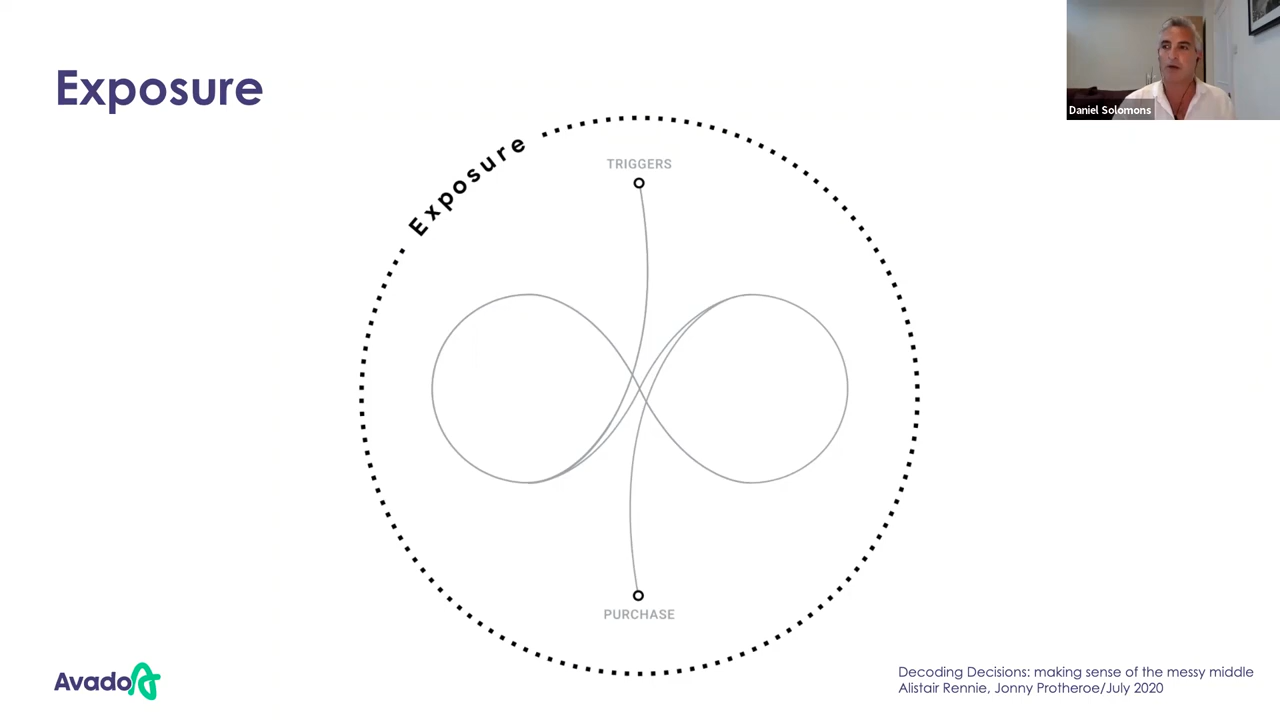 Exposure
Daniel Solomons
Exposure
TRIGGERS
PURCHASE
Avado
Decoding Decisions: making sense of the messy middle
Alistair Rennie, Jonny Protheroe/July 2020